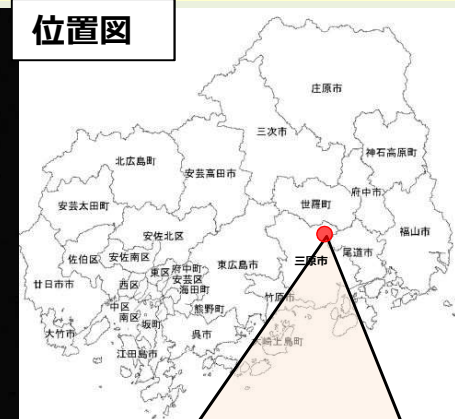 位置図
庄原市
三次市
神石高原町
北広島町
安芸高田市
府中市
世羅町
安芸太田町
福山市
安佐北区
尾道市
三原市
佐伯区
安佐南区
東広島市
府中町
東区
安芸区
廿日市市
西区
海田町
竹原市
中区
熊野町
南区
坂町
呉市
大竹市
大崎上島町
江田島市